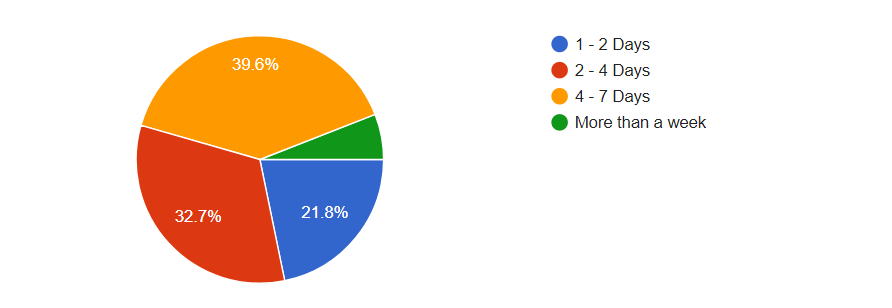 39.6%
32.7%
21.8%
1 - 2 Days
2 - 4 Days
4 - 7 Days
More than a week